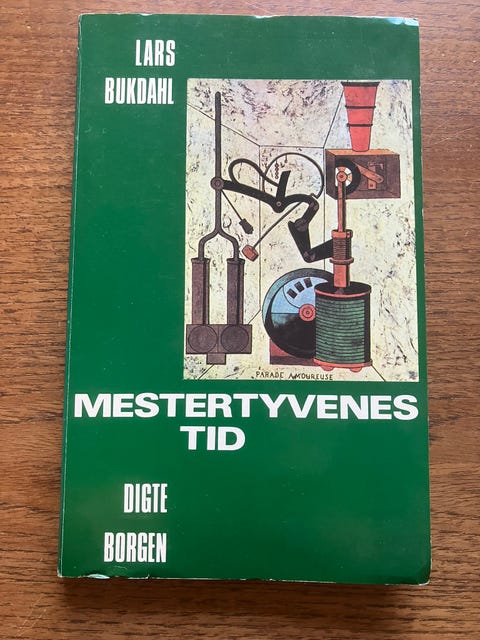 LARS
BUKDAHL
PARADE AMOUREUSE
MESTERTYVENES
TID
DIGTE
BORGEN